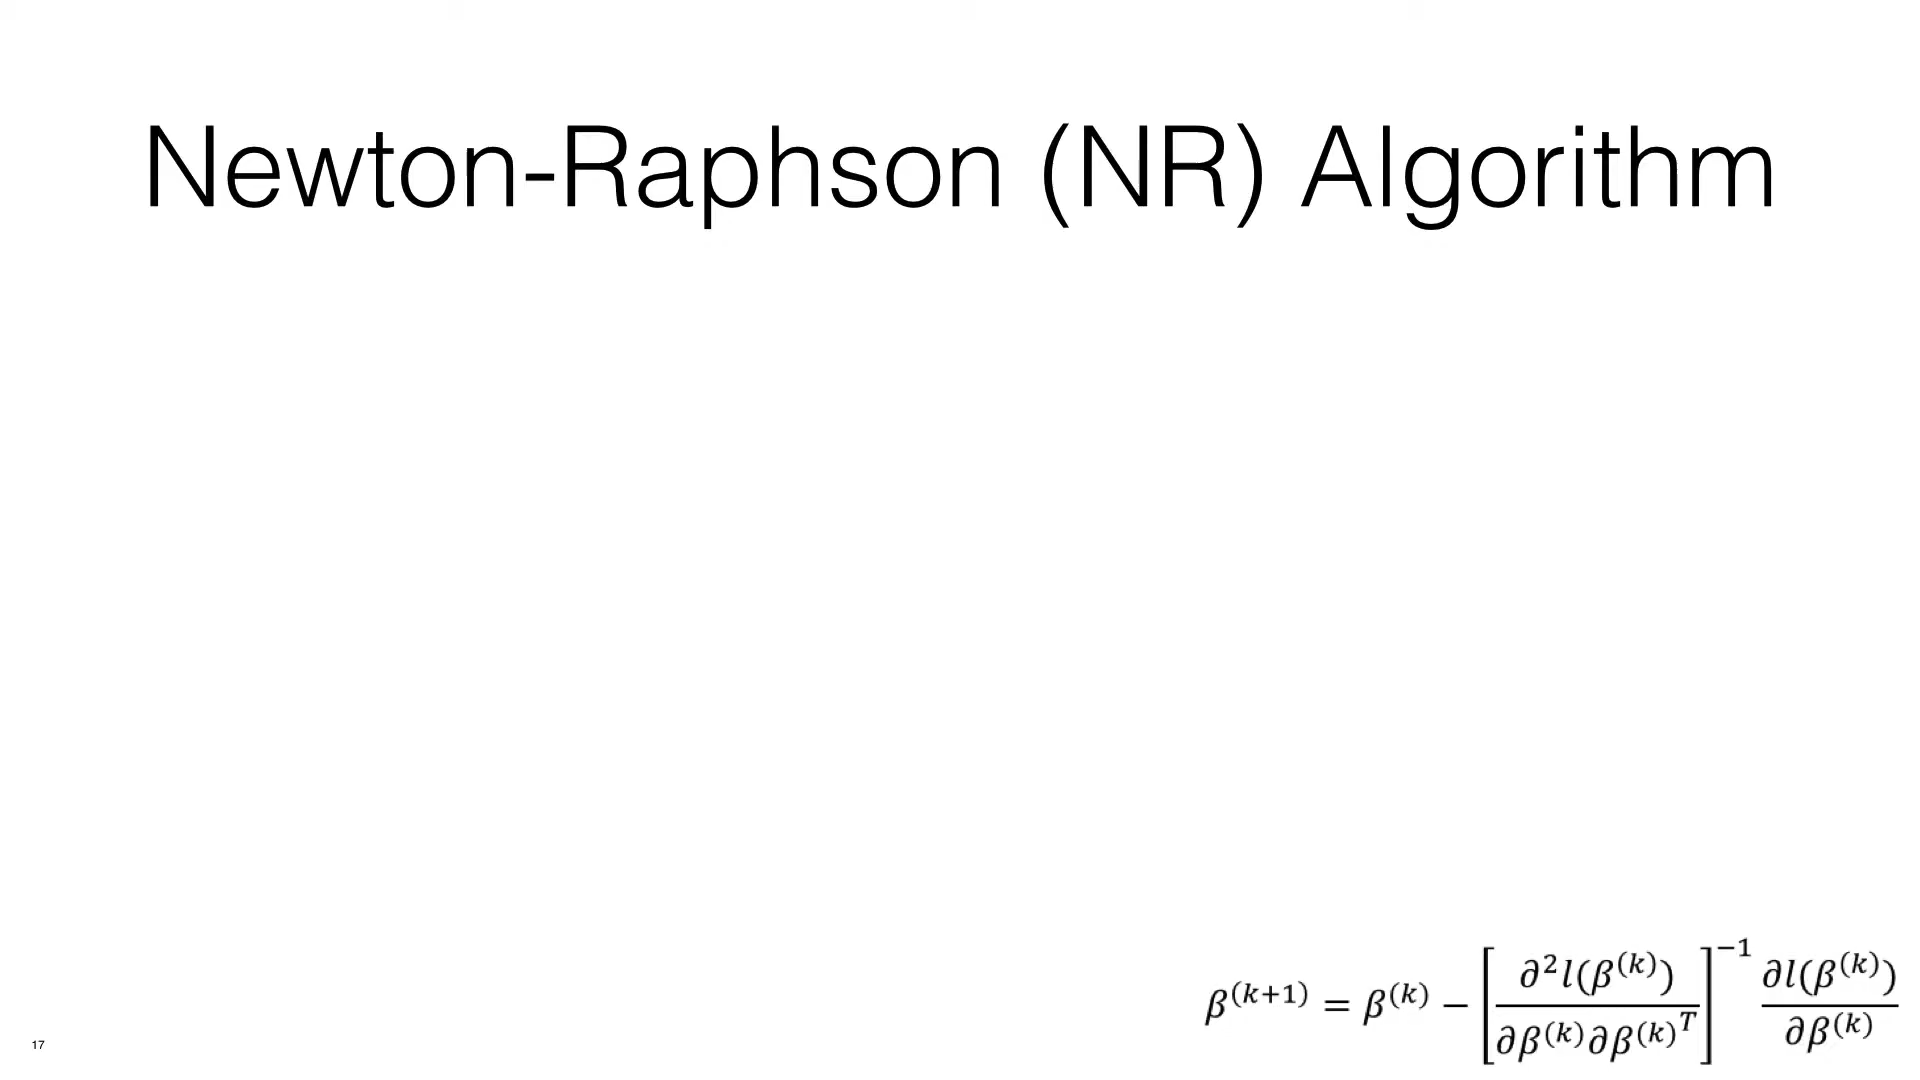 Newton-Raphson (NR) Algorithm
β^(k+1) = β^(k) − [∂²l(β^(k)) / ∂β^(k)∂β^(k)^T]^−1 ∂l(β^(k)) / ∂β^(k)
17